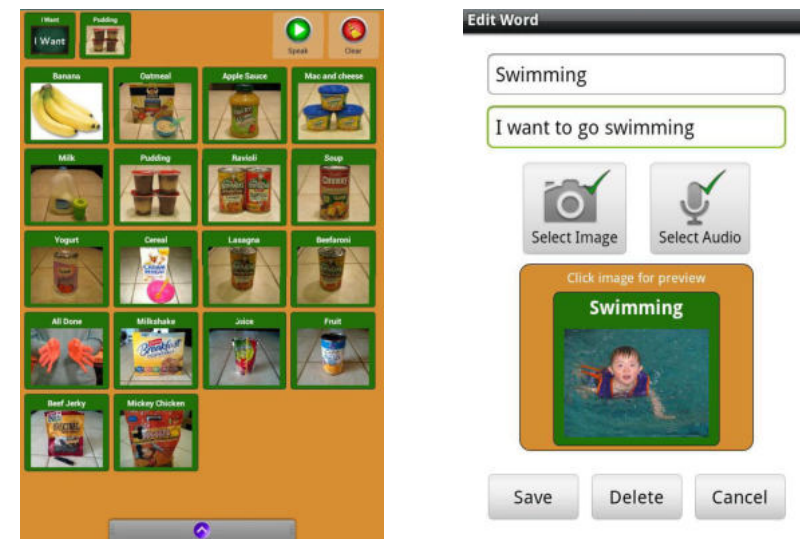 I Want
Pudding
I Want
Speak
Clear
Banana
Oatmeal
Apple Sauce
Mac and cheese
Milk
Pudding
Ravioli
Soup
Yogurt
Cereal
Lasagna
Beefaroni
All Done
Milkshake
Juice
Fruit
Breakfast
Beef Jerky
Mickey Chicken
Edit Word
Swimming
I want to go swimming
Select Image
Select Audio
Click image for preview
Swimming
Save
Delete
Cancel